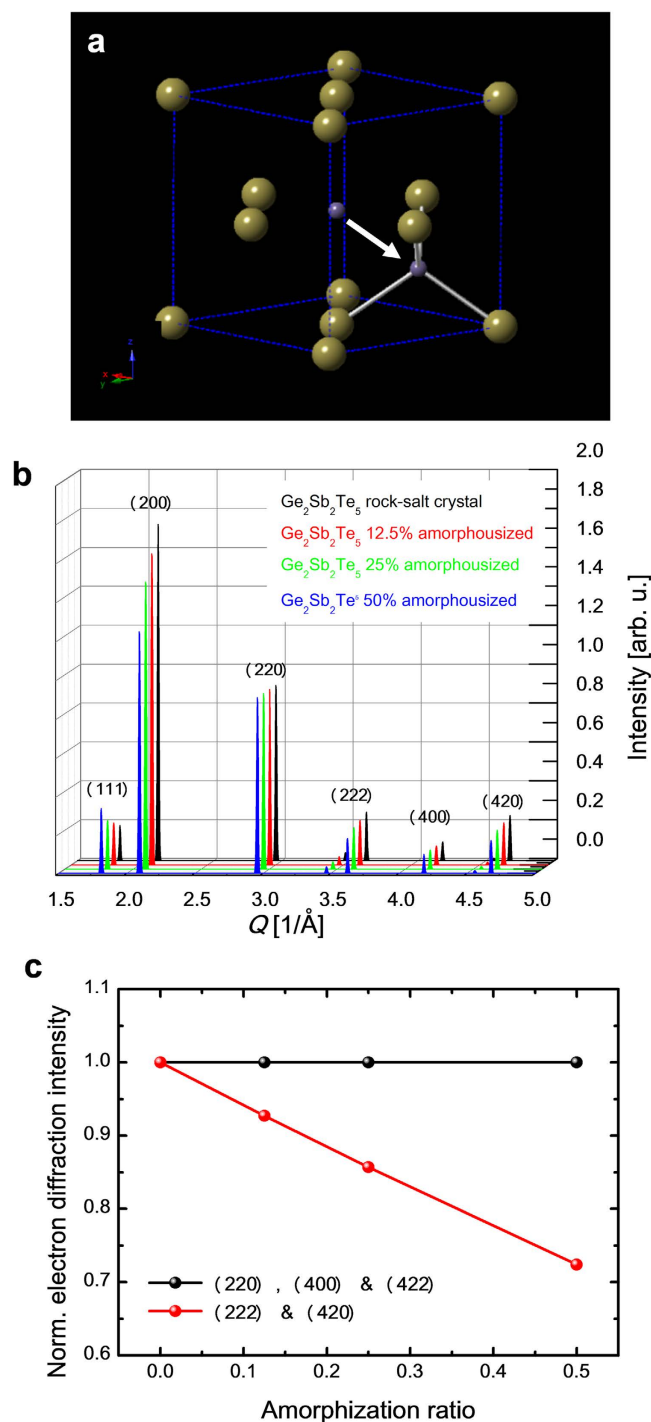 a
z
x
y
b
2.0
(200)
Ge2Sb2Te5 rock-salt crystal
1.8
Ge2Sb2Te5 12.5% amorphousized
1.6
Ge2Sb2Te5 25% amorphousized
1.4
Ge2Sb2Te5 50% amorphousized
1.2
1.0
(220)
0.8
0.6
(111)
(222)
(400)
(420)
0.4
0.2
0.0
Intensity [arb. u.]
1.5 2.0 2.5 3.0 3.5 4.0 4.5 5.0
Q [1/Å]
c
1.1
1.0
0.9
0.8
0.7
0.6
Norm. electron diffraction intensity
(220) , (400) & (422)
(222) & (420)
0.0 0.1 0.2 0.3 0.4 0.5
Amorphization ratio